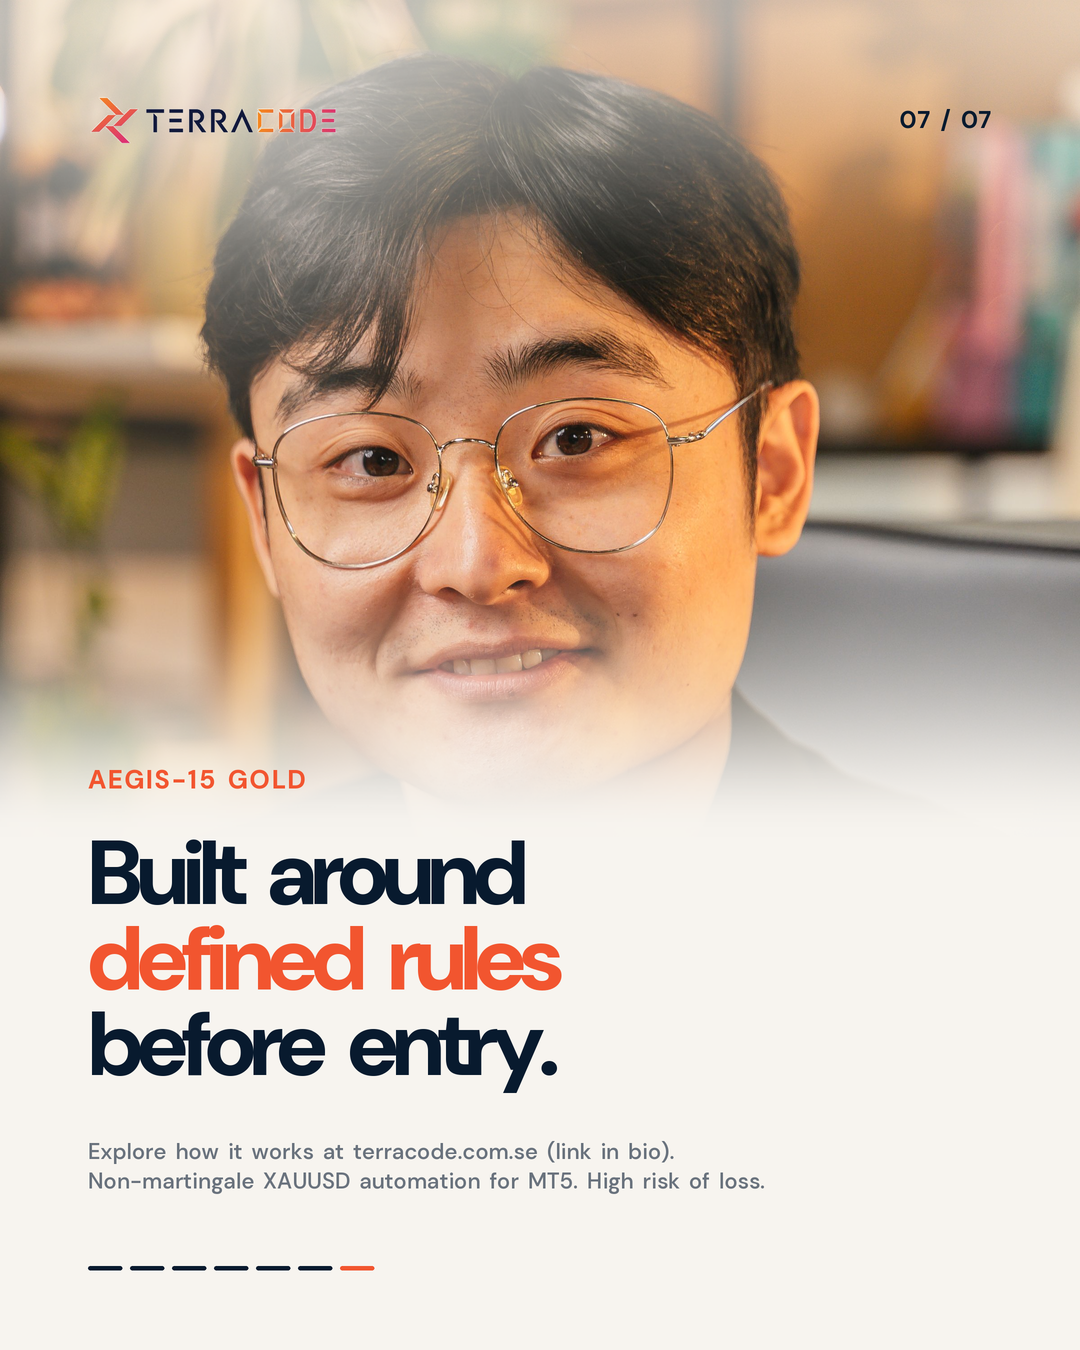 TERRACODE
07 / 07
AEGIS-15 GOLD
Built around
defined rules
before entry.
Explore how it works at terracode.com.se (link in bio).
Non-martingale XAUUSD automation for MT5. High risk of loss.